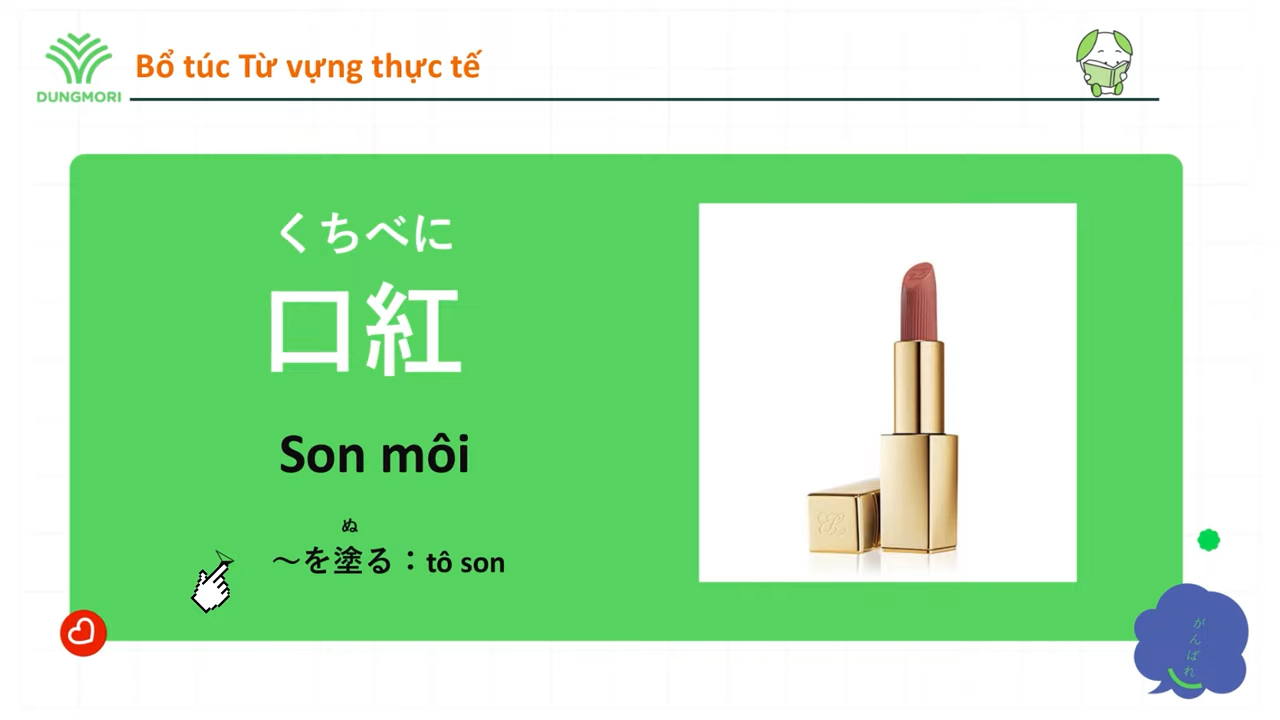 DUNGMORI
Bổ túc Từ vựng thực tế
くちべに
口紅
Son môi
ぬ
〜を塗る：tô son
がんばれ